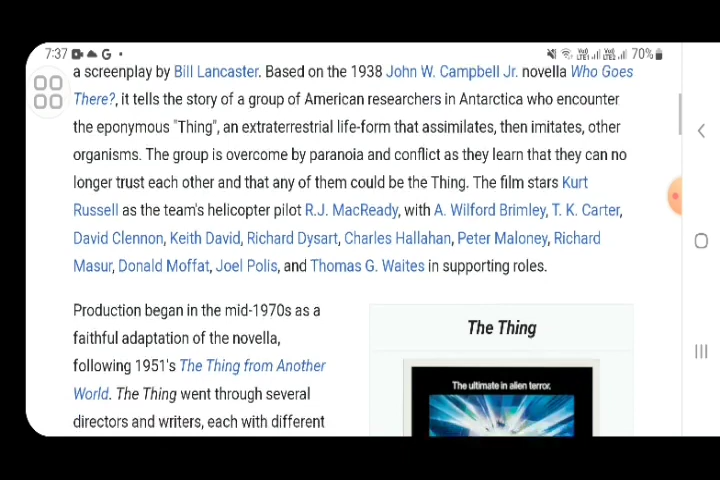 7:37 G 70%
a screenplay by Bill Lancaster. Based on the 1938 John W. Campbell Jr. novella Who Goes
There?, it tells the story of a group of American researchers in Antarctica who encounter
the eponymous "Thing", an extraterrestrial life-form that assimilates, then imitates, other
organisms. The group is overcome by paranoia and conflict as they learn that they can no
longer trust each other and that any of them could be the Thing. The film stars Kurt
Russell as the team's helicopter pilot R.J. MacReady, with A. Wilford Brimley, T. K. Carter,
David Clennon, Keith David, Richard Dysart, Charles Hallahan, Peter Maloney, Richard
Masur, Donald Moffat, Joel Polis, and Thomas G. Waites in supporting roles.
Production began in the mid-1970s as a
faithful adaptation of the novella,
following 1951's The Thing from Another
World. The Thing went through several
directors and writers, each with different
The Thing
The ultimate in alien terror.